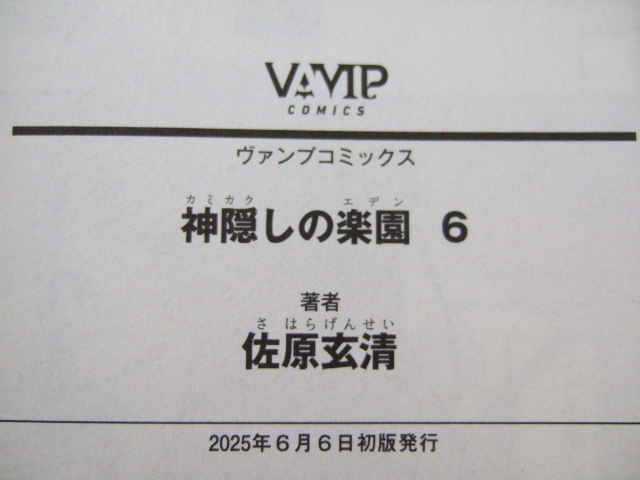 VAMP
COMICS
ヴァンプコミックス
カミカク エデン
神隠しの楽園 6
著者
さはらげんせい
佐原玄清
2025年6月6日初版発行